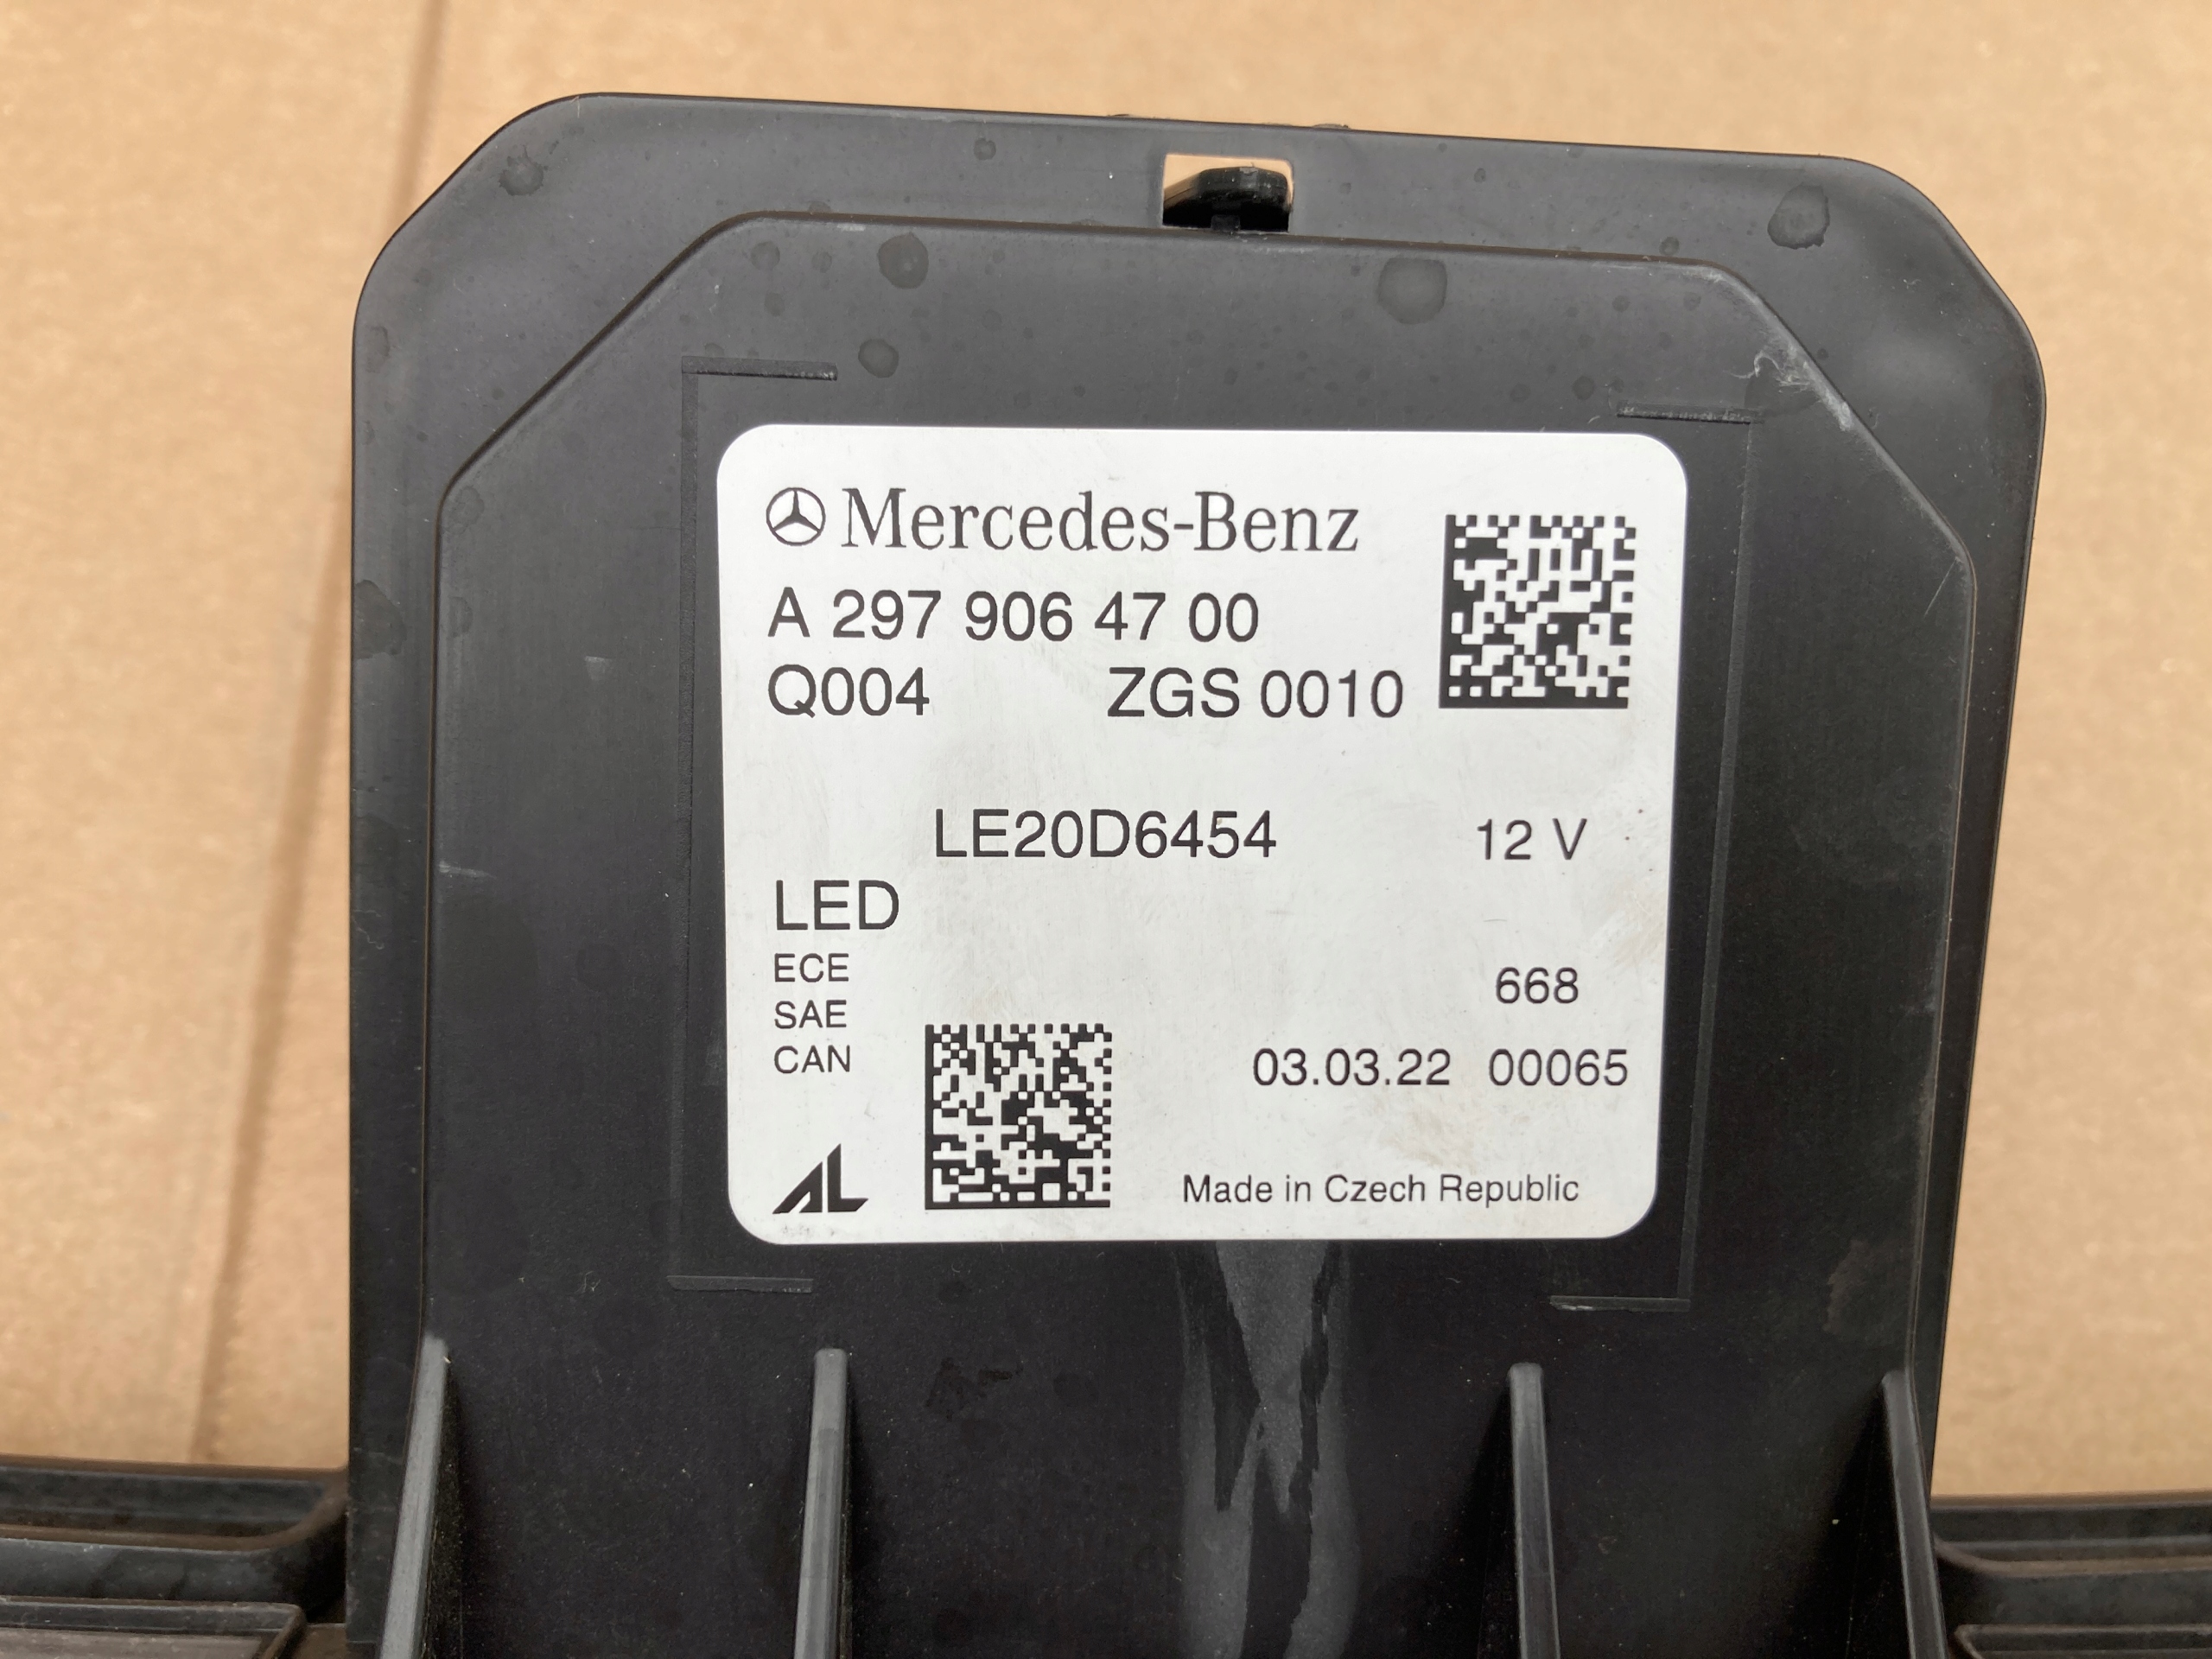 Mercedes-Benz
A 297 906 47 00
Q004 ZGS 0010
LE20D6454 12 V
LED
ECE
668
SAE
CAN
03.03.22 00065
AL
Made in Czech Republic